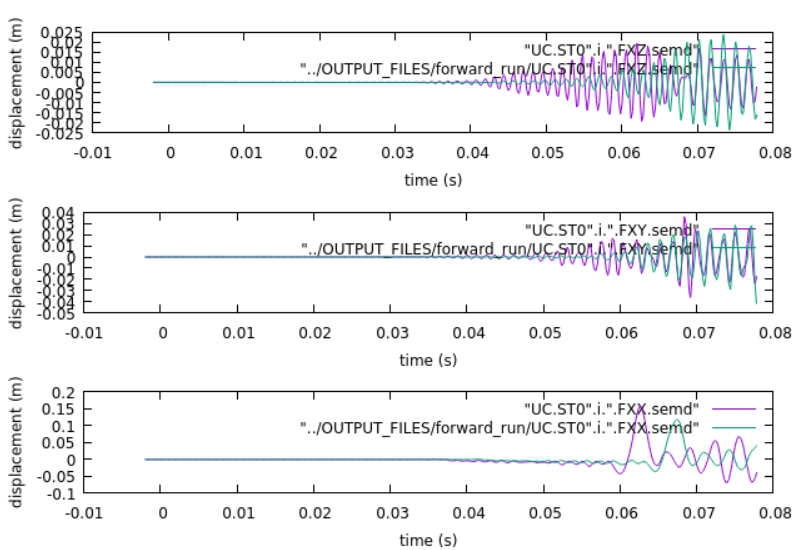 displacement (m)
0.025
0.02
0.015
0.01
0.005
0
-0.005
-0.01
-0.015
-0.02
-0.025
"UC.ST0".i.".FXZ.semd"
"../OUTPUT_FILES/forward_run/UC.ST0".i.".FXZ.semd"
-0.01 0 0.01 0.02 0.03 0.04 0.05 0.06 0.07 0.08
time (s)
displacement (m)
0.04
0.03
0.02
0.01
0
-0.01
-0.02
-0.03
-0.04
-0.05
"UC.ST0".i.".FXY.semd"
"../OUTPUT_FILES/forward_run/UC.ST0".i.".FXY.semd"
-0.01 0 0.01 0.02 0.03 0.04 0.05 0.06 0.07 0.08
time (s)
displacement (m)
0.2
0.15
0.1
0.05
0
-0.05
-0.1
"UC.ST0".i.".FXX.semd"
"../OUTPUT_FILES/forward_run/UC.ST0".i.".FXX.semd"
-0.01 0 0.01 0.02 0.03 0.04 0.05 0.06 0.07 0.08
time (s)